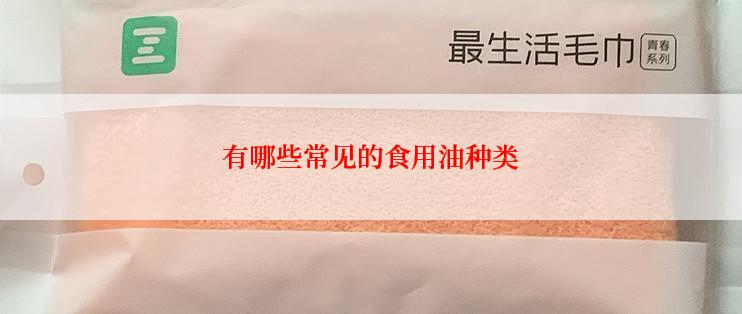 最生活毛巾
青春
系列
有哪些常见的食用油种类